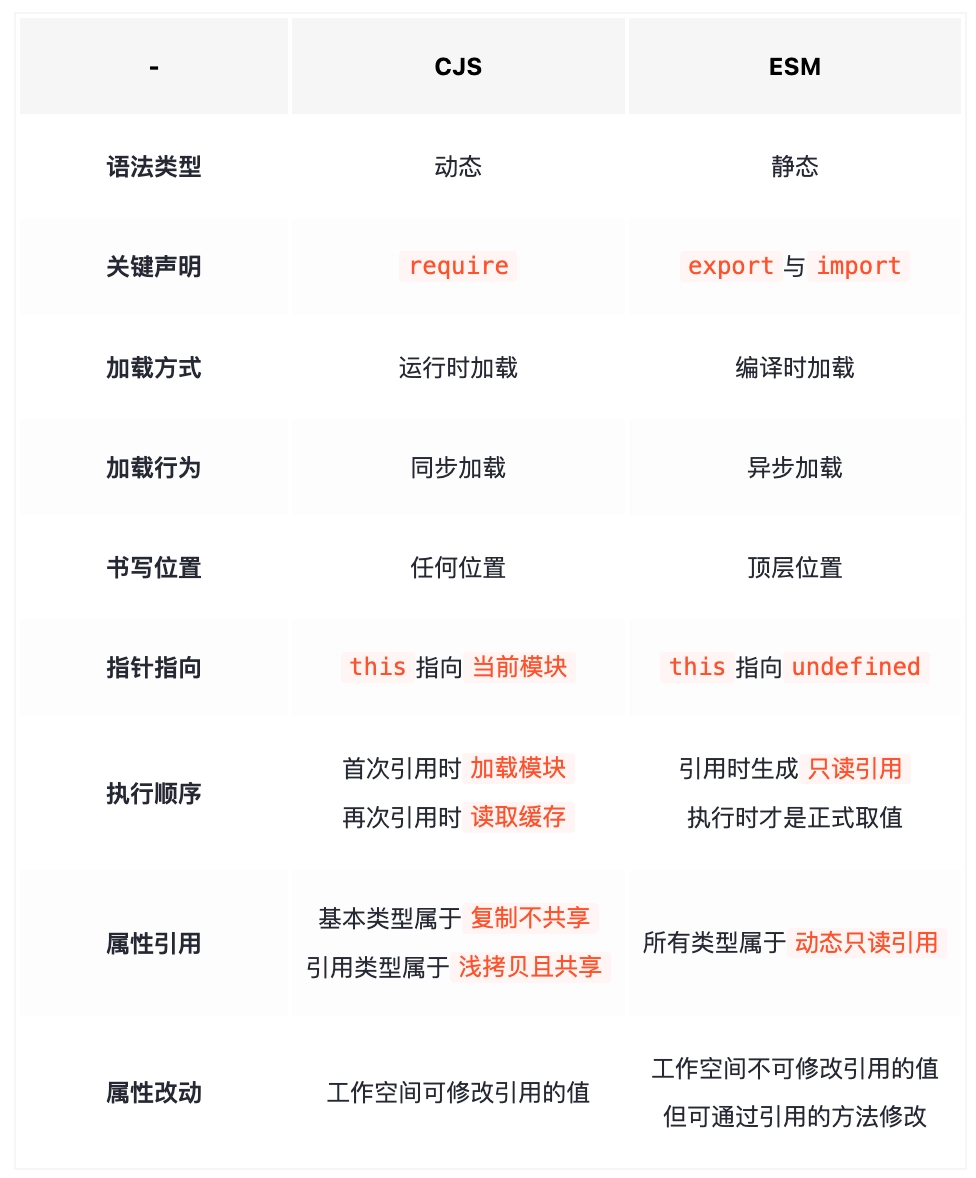 - CJS ESM
语法类型 动态 静态
关键声明 require export 与 import
加载方式 运行时加载 编译时加载
加载行为 同步加载 异步加载
书写位置 任何位置 顶层位置
指针指向 this 指向 当前模块 this 指向 undefined
执行顺序
首次引用时 加载模块
再次引用时 读取缓存
引用时生成 只读引用
执行时才是正式取值
属性引用
基本类型属于 复制不共享
引用类型属于 浅拷贝且共享
所有类型属于 动态只读引用
属性改动
工作空间可修改引用的值
工作空间不可修改引用的值
但可通过引用的方法修改